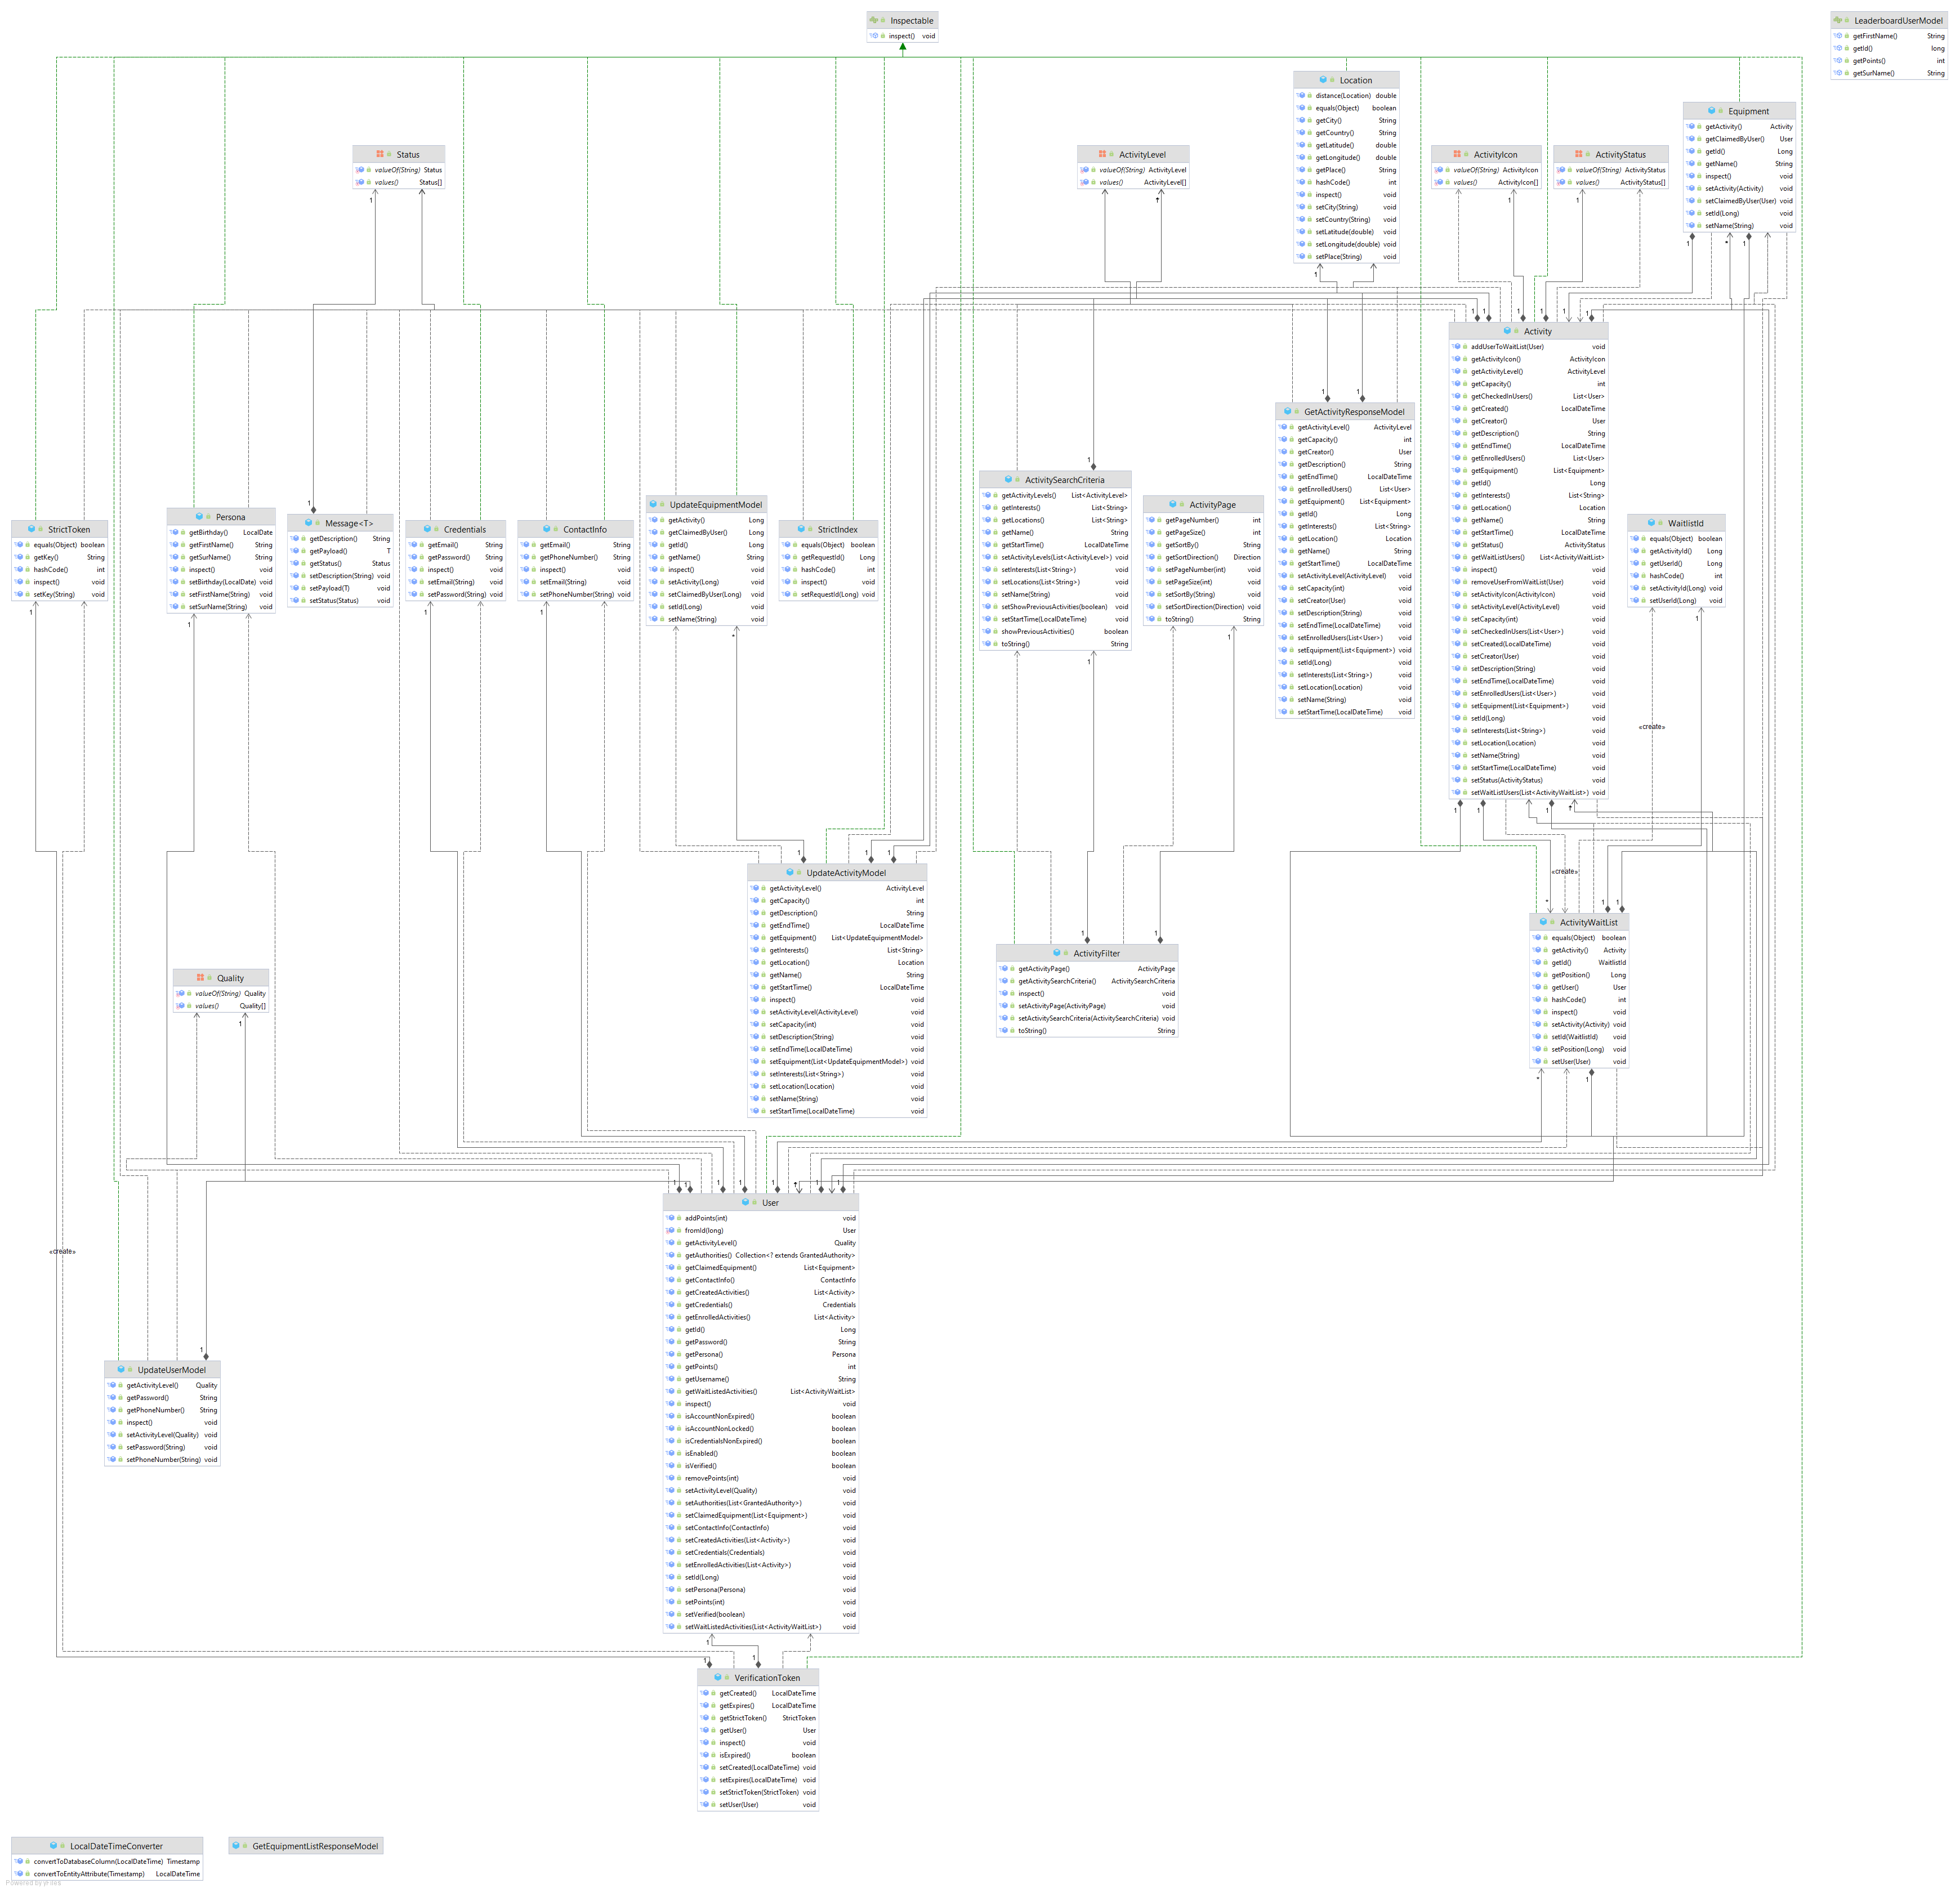 Inspectable
inspect() void
LeaderboardUserModel
getFirstName() String
getId() long
getPoints() int
getSurName() String
Location
distance(Location) double
equals(Object) boolean
getCity() String
getCountry() String
getLatitude() double
getLongitude() double
getPlace() String
hashCode() int
inspect() void
setCity(String) void
setCountry(String) void
setLatitude(double) void
setLongitude(double) void
setPlace(String) void
Equipment
getActivity() Activity
getClaimedByUser() User
getId() Long
getName() String
inspect() void
setActivity(Activity) void
setClaimedByUser(User) void
setId(Long) void
setName(String) void
Status
valueOf(String) Status
values() Status[]
ActivityLevel
valueOf(String) ActivityLevel
values() ActivityLevel[]
ActivityIcon
valueOf(String) ActivityIcon
values() ActivityIcon[]
ActivityStatus
valueOf(String) ActivityStatus
values() ActivityStatus[]
Activity
addUserToWaitList(User) void
getActivityIcon() ActivityIcon
getActivityLevel() ActivityLevel
getCapacity() int
getCheckedInUsers() List<User>
getCreated() LocalDateTime
getCreator() User
getDescription() String
getEndTime() LocalDateTime
getEnrolledUsers() List<User>
getEquipment() List<Equipment>
getId() Long
getInterests() List<String>
getLocation() Location
getName() String
getStartTime() LocalDateTime
getStatus() ActivityStatus
getWaitListUsers() List<ActivityWaitList>
inspect() void
removeUserFromWaitList(User) void
setActivityIcon(ActivityIcon) void
setActivityLevel(ActivityLevel) void
setCapacity(int) void
setCheckedInUsers(List<User>) void
setCreated(LocalDateTime) void
setCreator(User) void
setDescription(String) void
setEndTime(LocalDateTime) void
setEnrolledUsers(List<User>) void
setEquipment(List<Equipment>) void
setId(Long) void
setInterests(List<String>) void
setLocation(Location) void
setName(String) void
setStartTime(LocalDateTime) void
setStatus(ActivityStatus) void
setWaitListUsers(List<ActivityWaitList>) void
GetActivityResponseModel
getActivityLevel() ActivityLevel
getCapacity() int
getCreator() User
getDescription() String
getEndTime() LocalDateTime
getEnrolledUsers() List<User>
getEquipment() List<Equipment>
getId() Long
getInterests() List<String>
getLocation() Location
getName() String
getStartTime() LocalDateTime
setActivityLevel(ActivityLevel) void
setCapacity(int) void
setCreator(User) void
setDescription(String) void
setEndTime(LocalDateTime) void
setEnrolledUsers(List<User>) void
setEquipment(List<Equipment>) void
setId(Long) void
setInterests(List<String>) void
setLocation(Location) void
setName(String) void
setStartTime(LocalDateTime) void
ActivitySearchCriteria
getActivityLevels() List<ActivityLevel>
getInterests() List<String>
getLocations() List<String>
getName() String
getStartTime() LocalDateTime
setActivityLevels(List<ActivityLevel>) void
setInterests(List<String>) void
setLocations(List<String>) void
setName(String) void
setShowPreviousActivities(boolean) void
setStartTime(LocalDateTime) void
showPreviousActivities() boolean
toString() String
ActivityPage
getPageNumber() int
getPageSize() int
getSortBy() String
getSortDirection() Direction
setPageNumber(int) void
setPageSize(int) void
setSortBy(String) void
setSortDirection(Direction) void
toString() String
WaitlistId
equals(Object) boolean
getActivityId() Long
getUserId() Long
hashCode() int
setActivityId(Long) void
setUserId(Long) void
StrictToken
equals(Object) boolean
getKey() String
hashCode() int
inspect() void
setKey(String) void
Persona
getBirthday() LocalDate
getFirstName() String
getSurName() String
inspect() void
setBirthday(LocalDate) void
setFirstName(String) void
setSurName(String) void
Message<T>
getDescription() String
getPayload() T
getStatus() Status
setDescription(String) void
setPayload(T) void
setStatus(Status) void
Credentials
getEmail() String
getPassword() String
inspect() void
setEmail(String) void
setPassword(String) void
ContactInfo
getEmail() String
getPhoneNumber() String
inspect() void
setEmail(String) void
setPhoneNumber(String) void
UpdateEquipmentModel
getActivity() Long
getClaimedByUser() Long
getId() Long
getName() String
inspect() void
setActivity(Long) void
setClaimedByUser(Long) void
setId(Long) void
setName(String) void
StrictIndex
equals(Object) boolean
getRequestId() Long
hashCode() int
inspect() void
setRequestId(Long) void
«create»
«create»
UpdateActivityModel
getActivityLevel() ActivityLevel
getCapacity() int
getDescription() String
getEndTime() LocalDateTime
getEquipment() List<UpdateEquipmentModel>
getInterests() List<String>
getLocation() Location
getName() String
getStartTime() LocalDateTime
inspect() void
setActivityLevel(ActivityLevel) void
setCapacity(int) void
setDescription(String) void
setEndTime(LocalDateTime) void
setEquipment(List<UpdateEquipmentModel>) void
setInterests(List<String>) void
setLocation(Location) void
setName(String) void
setStartTime(LocalDateTime) void
ActivityFilter
getActivityPage() ActivityPage
getActivitySearchCriteria() ActivitySearchCriteria
inspect() void
setActivityPage(ActivityPage) void
setActivitySearchCriteria(ActivitySearchCriteria) void
toString() String
ActivityWaitList
equals(Object) boolean
getActivity() Activity
getId() WaitlistId
getPosition() Long
getUser() User
hashCode() int
inspect() void
setActivity(Activity) void
setId(WaitlistId) void
setPosition(Long) void
setUser(User) void
Quality
valueOf(String) Quality
values() Quality[]
User
addPoints(int) void
fromId(long) User
getActivityLevel() Quality
getAuthorities() Collection<? extends GrantedAuthority>
getClaimedEquipment() List<Equipment>
getContactInfo() ContactInfo
getCreatedActivities() List<Activity>
getCredentials() Credentials
getEnrolledActivities() List<Activity>
getId() Long
getPassword() String
getPersona() Persona
getPoints() int
getUsername() String
getWaitListedActivities() List<ActivityWaitList>
inspect() void
isAccountNonExpired() boolean
isAccountNonLocked() boolean
isCredentialsNonExpired() boolean
isEnabled() boolean
isVerified() boolean
removePoints(int) void
setActivityLevel(Quality) void
setAuthorities(List<GrantedAuthority>) void
setClaimedEquipment(List<Equipment>) void
setContactInfo(ContactInfo) void
setCreatedActivities(List<Activity>) void
setCredentials(Credentials) void
setEnrolledActivities(List<Activity>) void
setId(Long) void
setPersona(Persona) void
setPoints(int) void
setVerified(boolean) void
setWaitListedActivities(List<ActivityWaitList>) void
«create»
UpdateUserModel
getActivityLevel() Quality
getPassword() String
getPhoneNumber() String
inspect() void
setActivityLevel(Quality) void
setPassword(String) void
setPhoneNumber(String) void
VerificationToken
getCreated() LocalDateTime
getExpires() LocalDateTime
getStrictToken() StrictToken
getUser() User
inspect() void
isExpired() boolean
setCreated(LocalDateTime) void
setExpires(LocalDateTime) void
setStrictToken(StrictToken) void
setUser(User) void
LocalDateTimeConverter
convertToDatabaseColumn(LocalDateTime) Timestamp
convertToEntityAttribute(Timestamp) LocalDateTime
GetEquipmentListResponseModel
Powered by yFiles